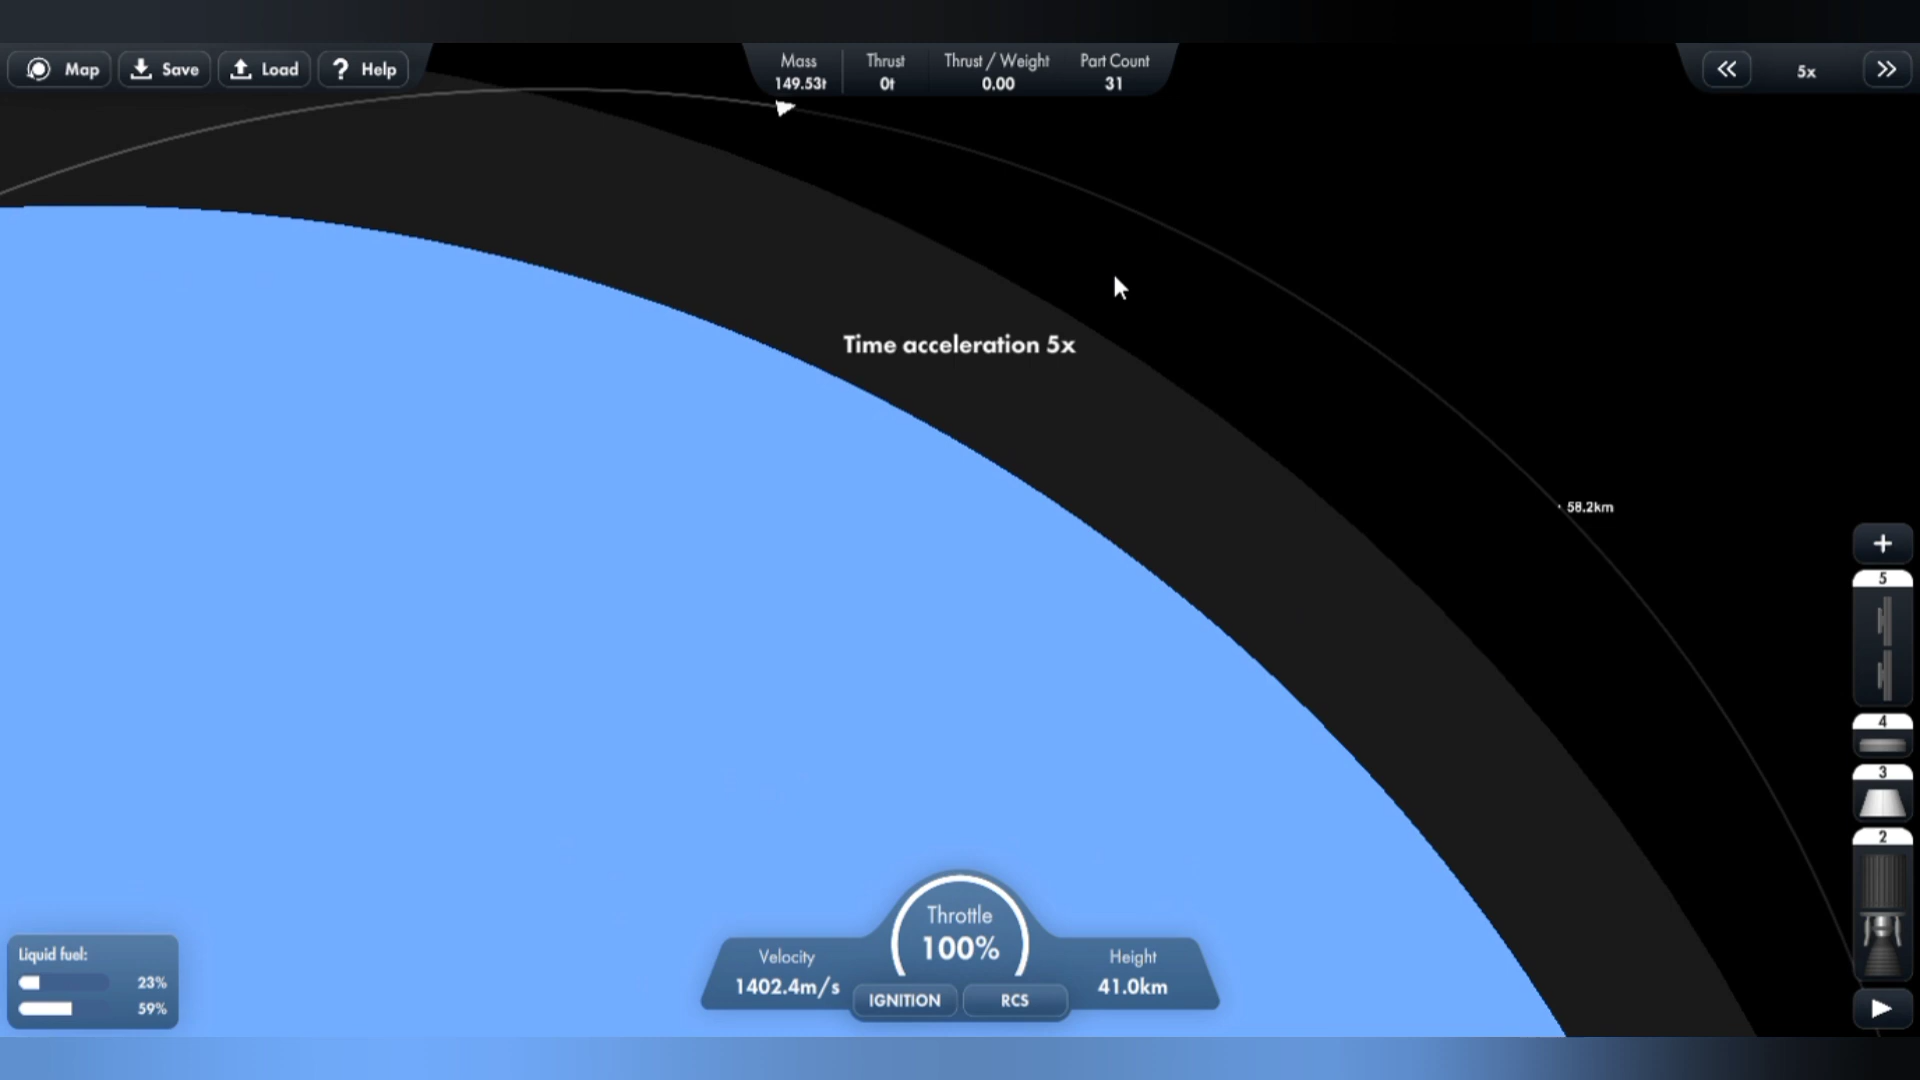 Map
Save
Load
? Help
Mass
149.53t
Thrust
0t
Thrust / Weight
0.00
Part Count
31
5x
Time acceleration 5x
58.2km
+
5
4
3
2
Liquid fuel:
23%
59%
Throttle
100%
Velocity
1402.4m/s
Height
41.0km
IGNITION
RCS